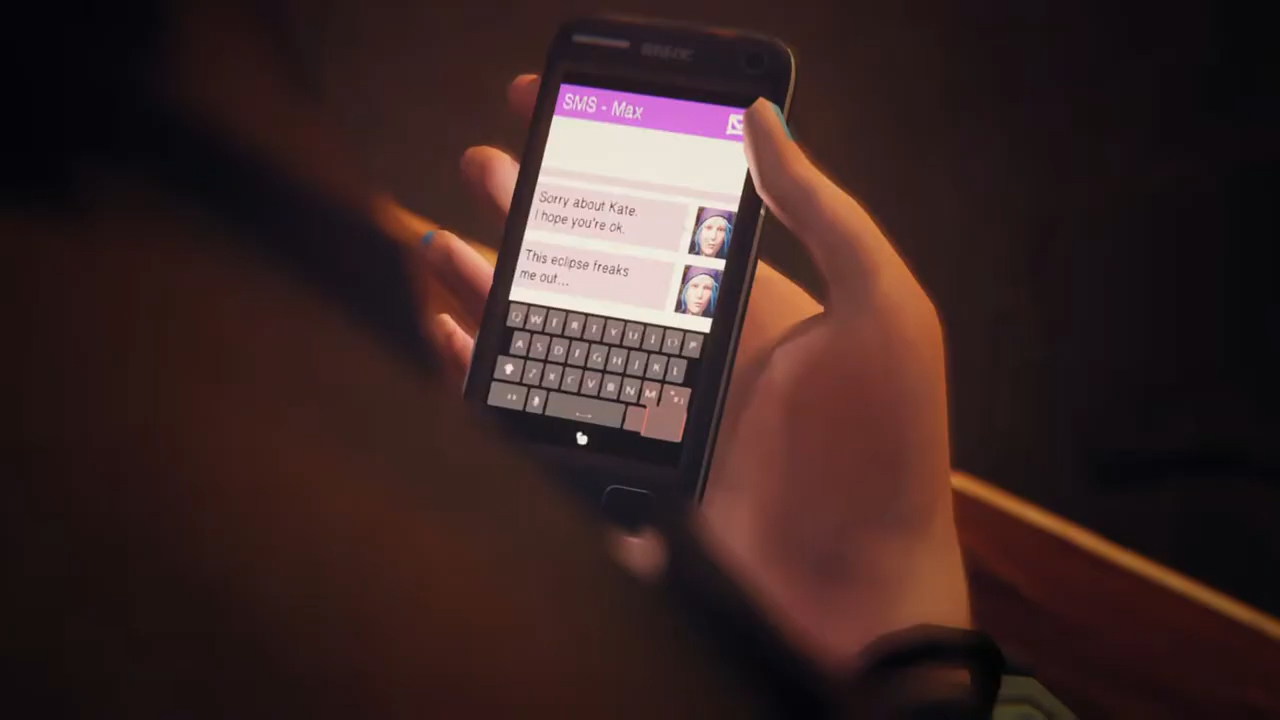 SMS - Max
Sorry about Kate.
I hope you're ok.
This eclipse freaks
me out...
Q W E R T Y U I O P
A S D F G H J K L
Z X C V B N M